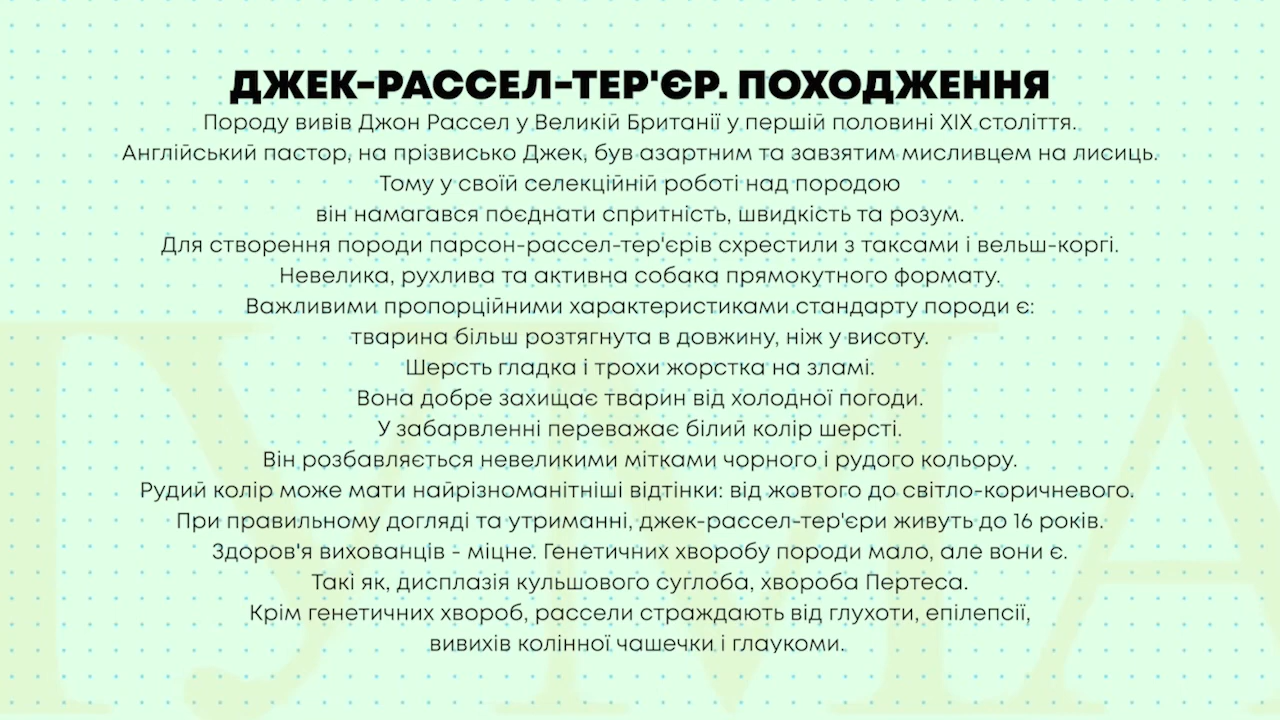 ДЖЕК-РАССЕЛ-ТЕР'ЄР. ПОХОДЖЕННЯ
Породу вивів Джон Рассел у Великій Британії у першій половині XIX століття.
Англійський пастор, на прізвисько Джек, був азартним та завзятим мисливцем на лисиць.
Тому у своїй селекційній роботі над породою
він намагався поєднати спритність, швидкість та розум.
Для створення породи парсон-рассел-тер'єрів схрестили з таксами і вельш-коргі.
Невелика, рухлива та активна собака прямокутного формату.
Важливими пропорційними характеристиками стандарту породи є:
тварина більш розтягнута в довжину, ніж у висоту.
Шерсть гладка і трохи жорстка на зламі.
Вона добре захищає тварин від холодної погоди.
У забарвленні переважає білий колір шерсті.
Він розбавляється невеликими мітками чорного і рудого кольору.
Рудий колір може мати найрізноманітніші відтінки: від жовтого до світло-коричневого.
При правильному догляді та утриманні, джек-рассел-тер'єри живуть до 16 років.
Здоров'я вихованців - міцне. Генетичних хворобу породи мало, але вони є.
Такі як, дисплазія кульшового суглоба, хвороба Пертеса.
Крім генетичних хвороб, рассели страждають від глухоти, епілепсії,
вивихів колінної чашечки і глаукоми.